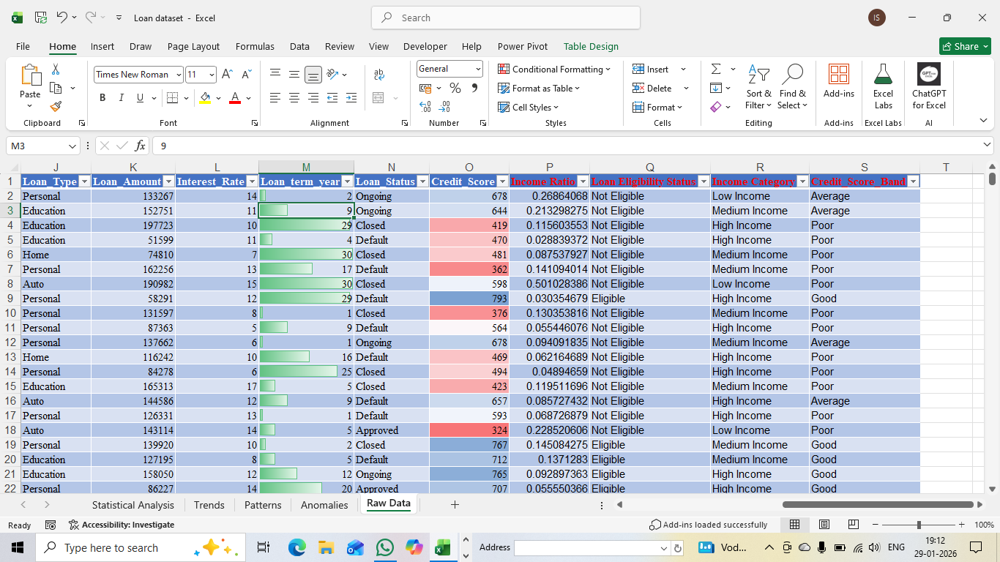 Loan dataset - Excel
Search
IS
File Home Insert Draw Page Layout Formulas Data Review View Developer Help Power Pivot Table Design
Share
Paste
Clipboard
Times New Roman 11
B I U
Font
ab
Alignment
General
% 9
Number
Conditional Formatting
Format as Table
Cell Styles
Styles
Insert
Delete
Format
Cells
Sort & Filter
Find & Select
Editing
Add-ins
Add-ins
Excel Labs
Excel Labs
ChatGPT for Excel
AI
M3 fx 9
J K L M N O P Q R S T
1 Loan_Type Loan_Amount Interest_Rate Loan_term_year Loan_Status Credit_Score Income Ratio Loan Eligibility Status Income Category Credit_Score_Band
2 Personal 133267 14 2 Ongoing 678 0.26864068 Not Eligible Low Income Average
3 Education 152751 11 9 Ongoing 644 0.213298275 Not Eligible Medium Income Average
4 Education 197723 10 29 Closed 419 0.115603553 Not Eligible High Income Poor
5 Education 51599 11 4 Default 470 0.028839372 Not Eligible High Income Poor
6 Home 74810 7 30 Closed 481 0.087537927 Not Eligible Medium Income Poor
7 Personal 162256 13 17 Default 362 0.141094014 Not Eligible Medium Income Poor
8 Auto 190982 15 30 Closed 598 0.501028386 Not Eligible Low Income Poor
9 Personal 58291 12 29 Default 793 0.030354679 Eligible High Income Good
10 Personal 131597 8 1 Closed 376 0.130353816 Not Eligible Medium Income Poor
11 Personal 87363 5 9 Default 564 0.055446076 Not Eligible High Income Poor
12 Personal 137662 6 1 Ongoing 678 0.094091835 Not Eligible Medium Income Average
13 Home 116242 10 16 Default 469 0.062164689 Not Eligible High Income Poor
14 Personal 84278 6 25 Closed 494 0.04894659 Not Eligible High Income Poor
15 Education 165313 17 5 Closed 423 0.119511696 Not Eligible Medium Income Poor
16 Auto 144586 12 9 Default 657 0.085727432 Not Eligible High Income Average
17 Personal 126331 13 1 Default 593 0.068726879 Not Eligible High Income Poor
18 Auto 143114 14 5 Approved 324 0.228520606 Not Eligible Low Income Poor
19 Personal 139920 10 2 Closed 767 0.145084275 Eligible Medium Income Good
20 Education 127195 8 5 Default 712 0.1371283 Eligible Medium Income Good
21 Education 158050 12 12 Ongoing 765 0.092897363 Eligible High Income Good
22 Personal 86227 14 20 Approved 707 0.055550366 Eligible High Income Good
Statistical Analysis Trends Patterns Anomalies Raw Data
Ready Accessibility: Investigate Add-ins loaded successfully 100%
Type here to search Address Vod... ENG 19:12
29-01-2026